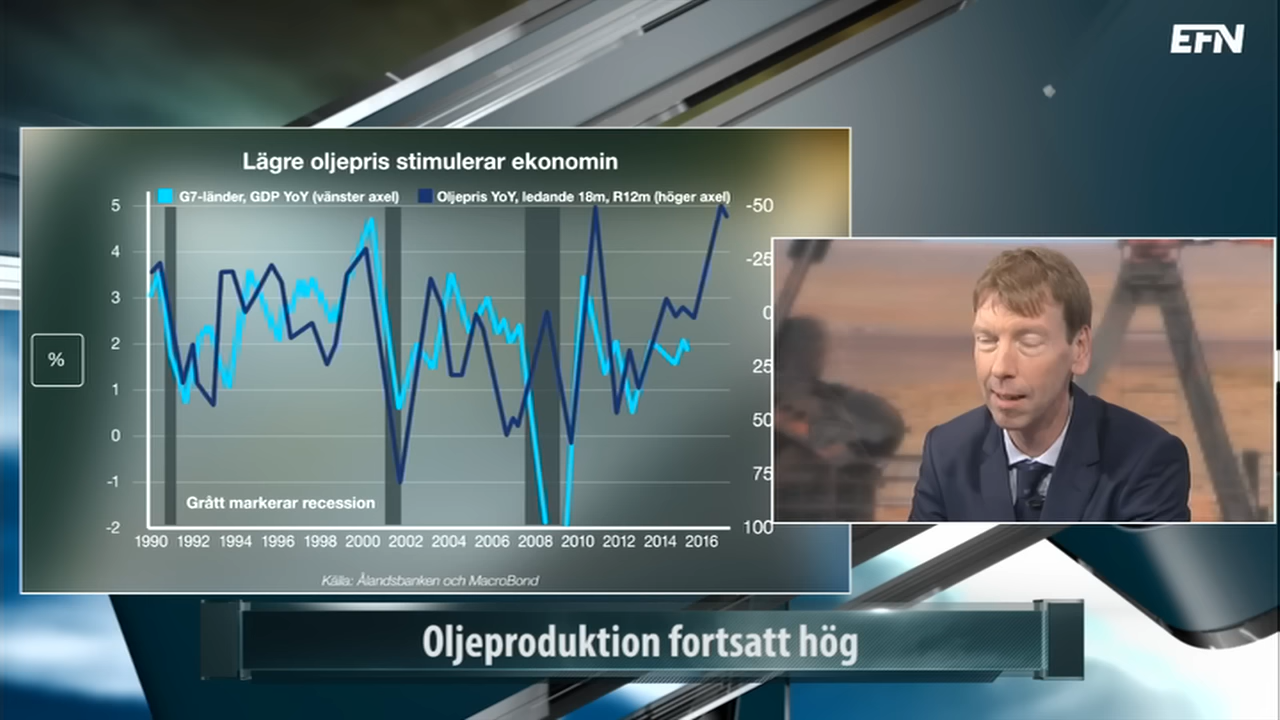 EFN
Lägre oljepris stimulerar ekonomin
G7-länder, GDP YoY (vänster axel) Oljepris YoY, ledande 18m, R12m (höger axel)
5 -50
4 -25
3 0
2 25
1 50
0 75
-1 100
-2
%
Grått markerar recession
1990 1992 1994 1996 1998 2000 2002 2004 2006 2008 2010 2012 2014 2016
Källa: Ålandsbanken och MacroBond
Oljeproduktion fortsatt hög